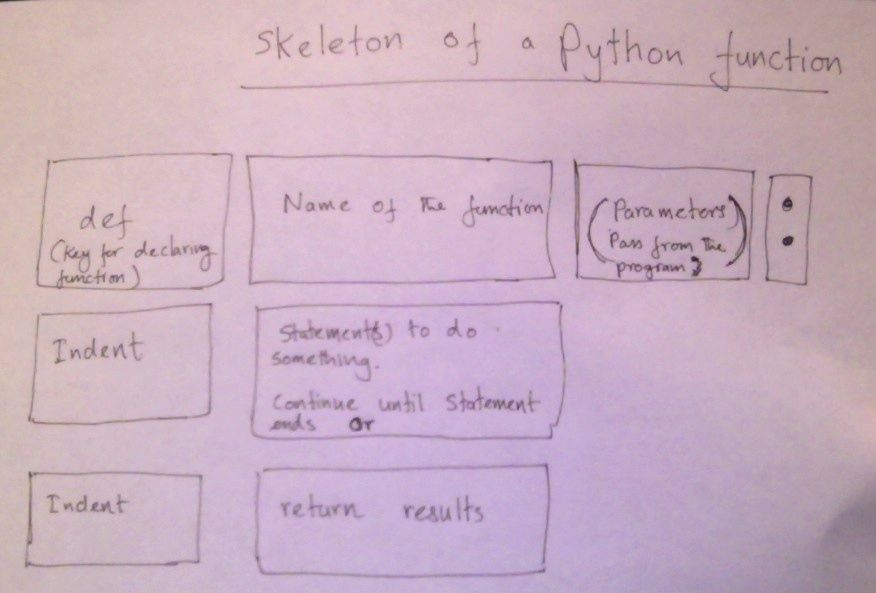 Skeleton of a Python function
def
(key for declaring
function)
Name of the function
(Parameters)
Pass from the
program
:
Indent
Statement(s) to do
something.
Continue until Statement
ends or
Indent
return results